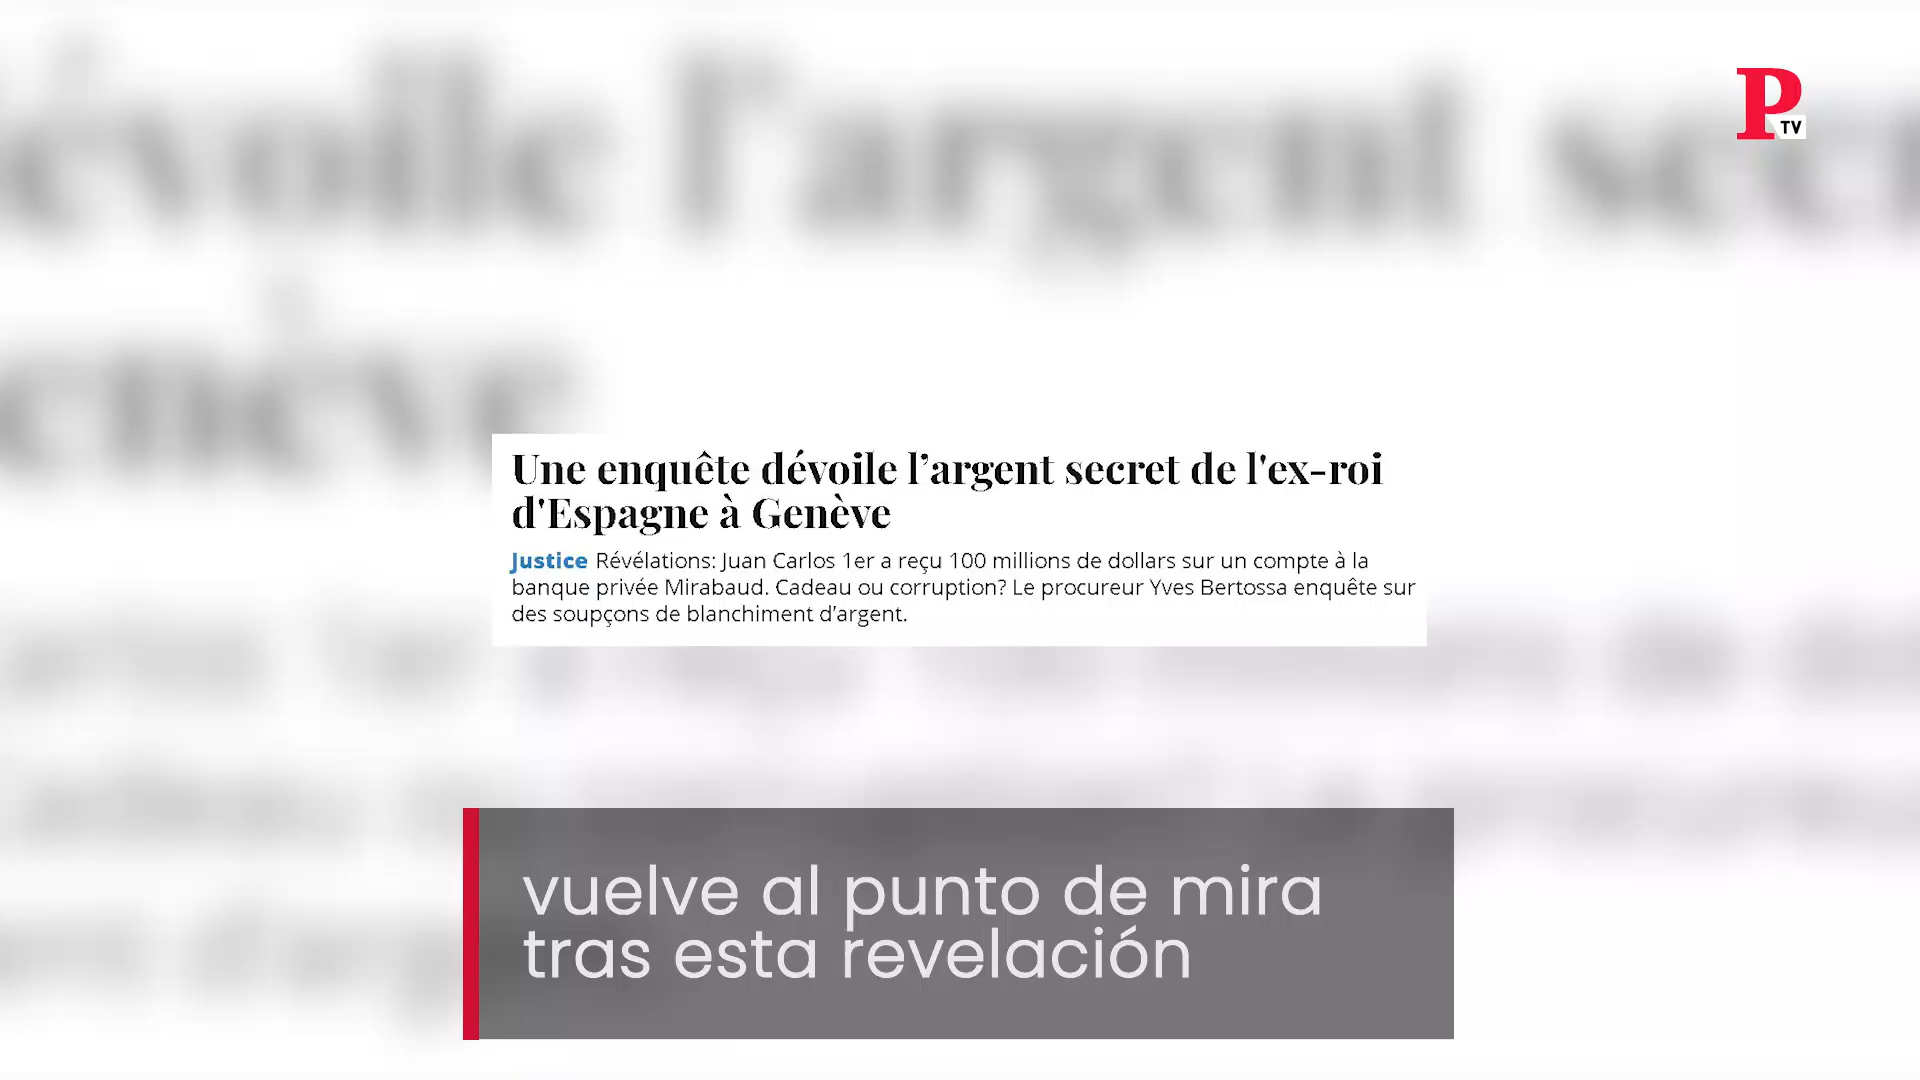 P
TV
Une enquête dévoile l’argent secret de l'ex-roi
d'Espagne à Genève
Justice Révélations: Juan Carlos 1er a reçu 100 millions de dollars sur un compte à la
banque privée Mirabaud. Cadeau ou corruption? Le procureur Yves Bertossa enquête sur
des soupçons de blanchiment d’argent.
vuelve al punto de mira
tras esta revelación